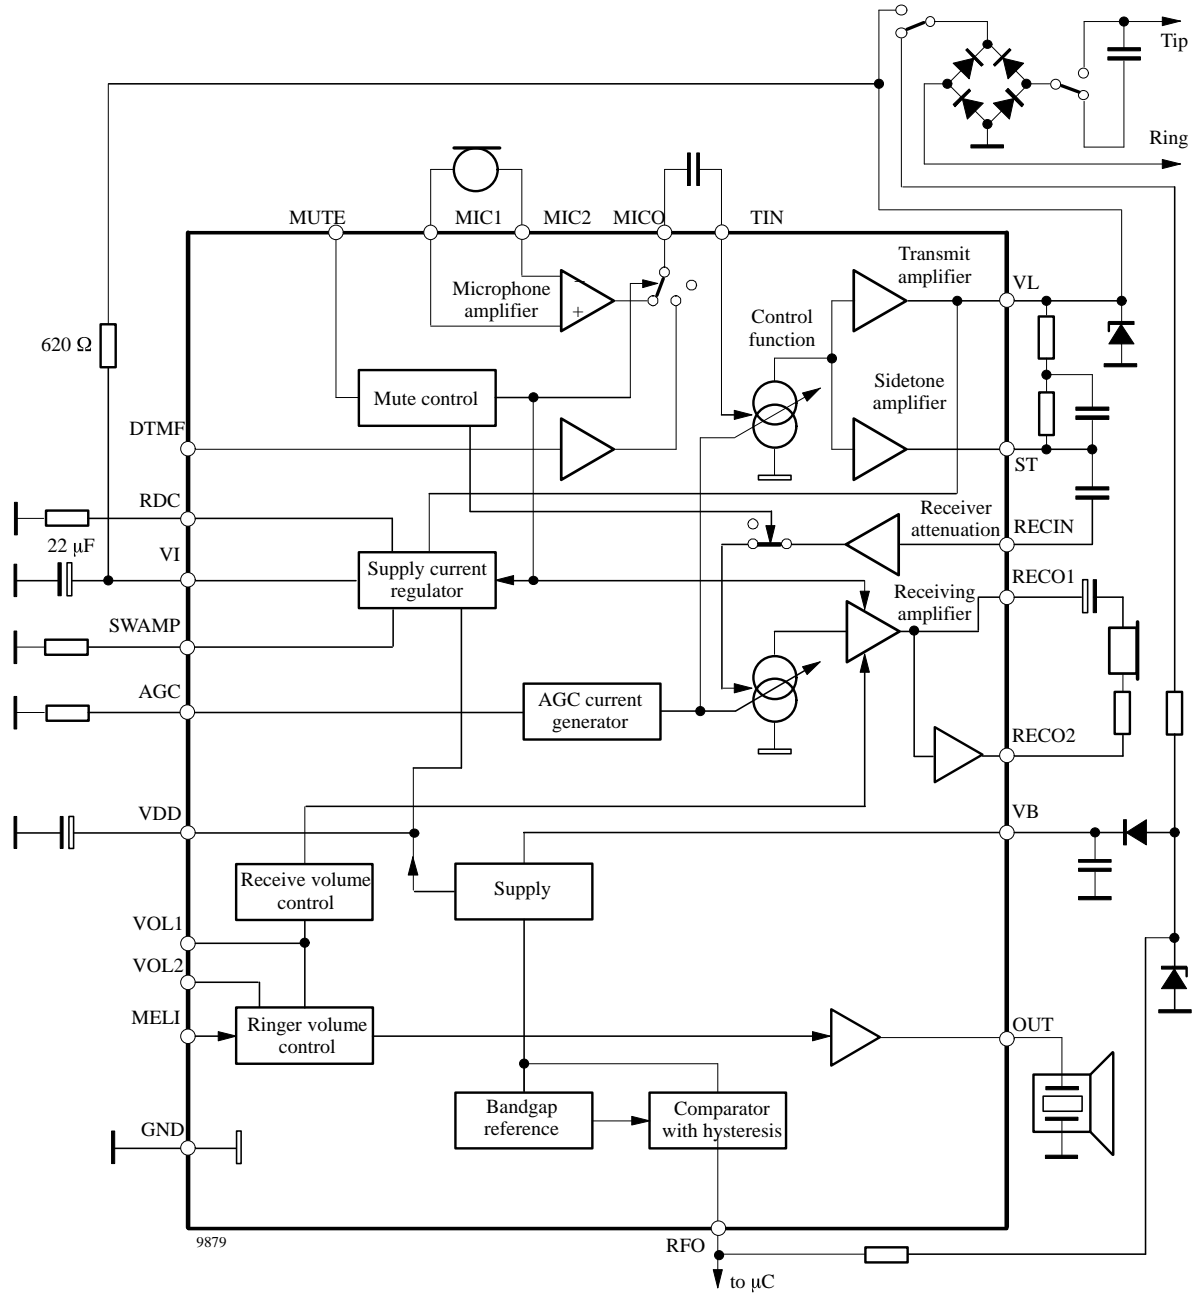 Tip
Ring
MUTE
MIC1
MIC2
MICO
TIN
Transmit
amplifier
VL
Microphone
amplifier
−
+
Control
function
620 Ω
Mute control
Sidetone
amplifier
DTMF
ST
RDC
Receiver
attenuation
RECIN
22 µF
VI
Supply current
regulator
RECO1
Receiving
amplifier
SWAMP
AGC
AGC current
generator
RECO2
VDD
VB
Receive volume
control
Supply
VOL1
VOL2
MELI
Ringer volume
control
OUT
Bandgap
reference
Comparator
with hysteresis
GND
9879
RFO
to µC